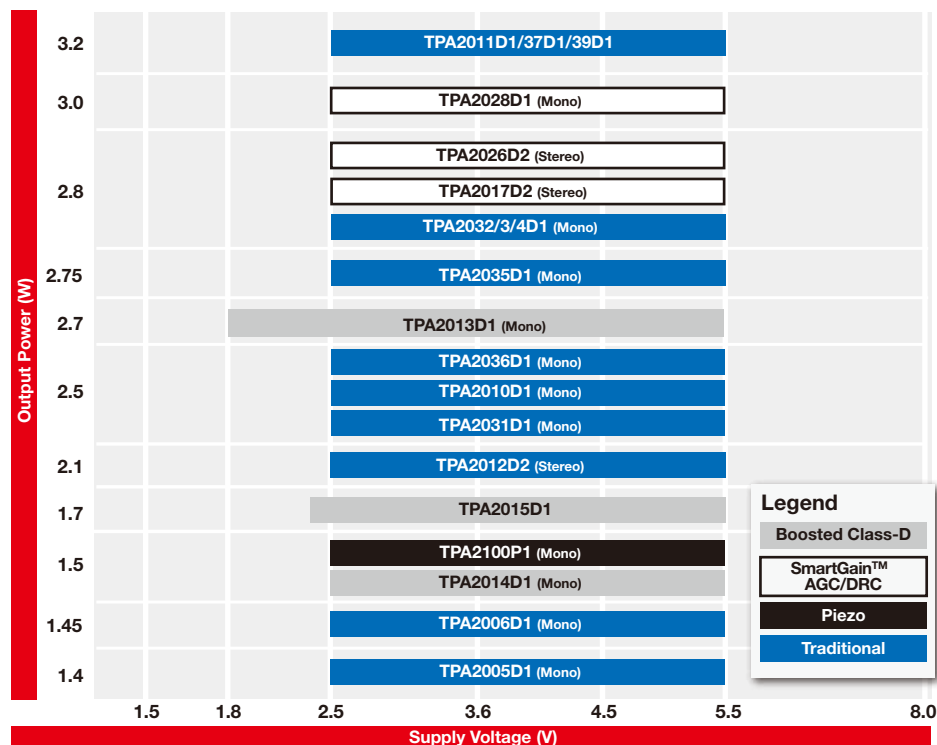 Output Power (W)
3.2
TPA2011D1/37D1/39D1
3.0
TPA2028D1 (Mono)
2.8
TPA2026D2 (Stereo)
TPA2017D2 (Stereo)
TPA2032/3/4D1 (Mono)
2.75
TPA2035D1 (Mono)
2.7
TPA2013D1 (Mono)
2.5
TPA2036D1 (Mono)
TPA2010D1 (Mono)
TPA2031D1 (Mono)
2.1
TPA2012D2 (Stereo)
1.7
TPA2015D1
1.5
TPA2100P1 (Mono)
TPA2014D1 (Mono)
1.45
TPA2006D1 (Mono)
1.4
TPA2005D1 (Mono)
Legend
Boosted Class-D
SmartGain™
AGC/DRC
Piezo
Traditional
1.5 1.8 2.5 3.6 4.5 5.5 8.0
Supply Voltage (V)